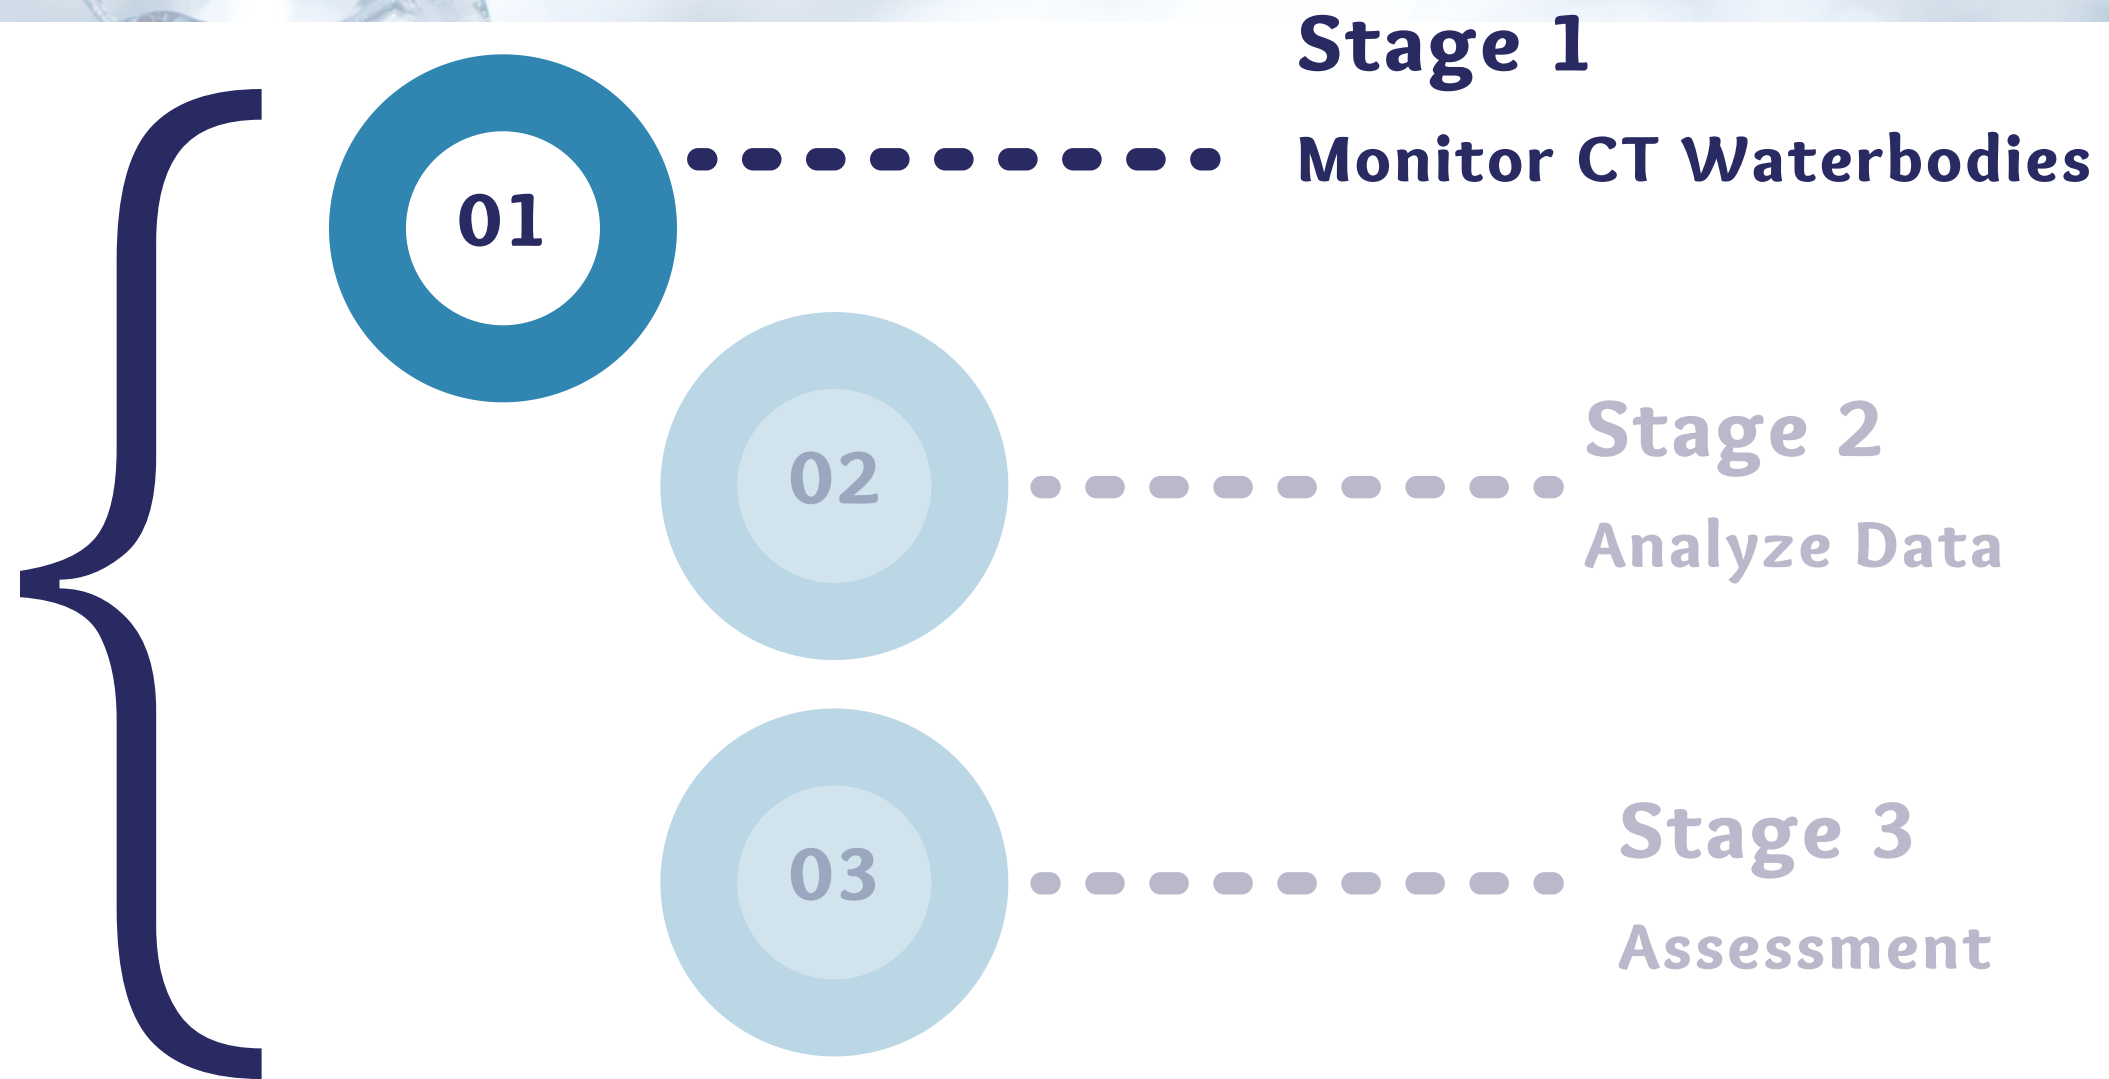 Stage 1
Monitor CT Waterbodies
01
Stage 2
Analyze Data
02
Stage 3
Assessment
03